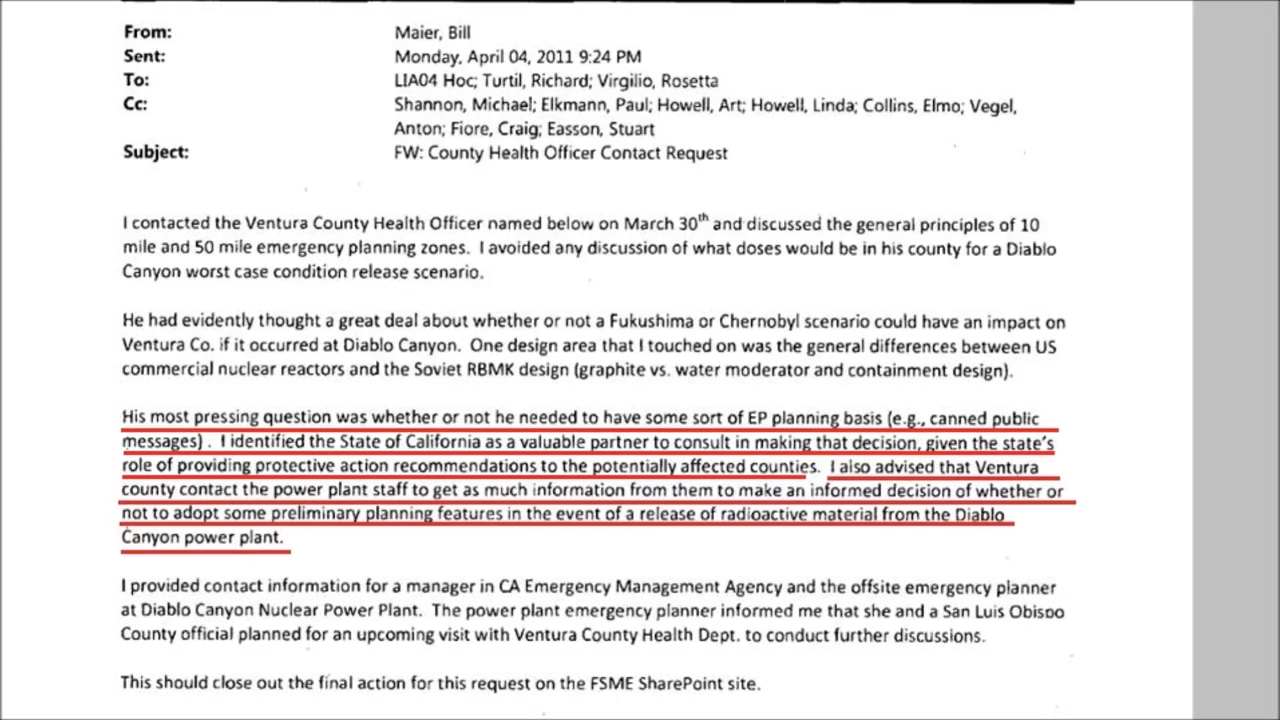 From: Maier, Bill
Sent: Monday, April 04, 2011 9:24 PM
To: LIA04 Hoc; Turtil, Richard; Virgilio, Rosetta
Cc: Shannon, Michael; Elkmann, Paul; Howell, Art; Howell, Linda; Collins, Elmo; Vegel,
Anton; Fiore, Craig; Easson, Stuart
Subject: FW: County Health Officer Contact Request
I contacted the Ventura County Health Officer named below on March 30th and discussed the general principles of 10
mile and 50 mile emergency planning zones. I avoided any discussion of what doses would be in his county for a Diablo
Canyon worst case condition release scenario.
He had evidently thought a great deal about whether or not a Fukushima or Chernobyl scenario could have an impact on
Ventura Co. if it occurred at Diablo Canyon. One design area that I touched on was the general differences between US
commercial nuclear reactors and the Soviet RBMK design (graphite vs. water moderator and containment design).
His most pressing question was whether or not he needed to have some sort of EP planning basis (e.g., canned public
messages) . I identified the State of California as a valuable partner to consult in making that decision, given the state's
role of providing protective action recommendations to the potentially affected counties. I also advised that Ventura
county contact the power plant staff to get as much information from them to make an informed decision of whether or
not to adopt some preliminary planning features in the event of a release of radioactive material from the Diablo
Canyon power plant.
I provided contact information for a manager in CA Emergency Management Agency and the offsite emergency planner
at Diablo Canyon Nuclear Power Plant. The power plant emergency planner informed me that she and a San Luis Obispo
County official planned for an upcoming visit with Ventura County Health Dept. to conduct further discussions.
This should close out the final action for this request on the FSME SharePoint site.